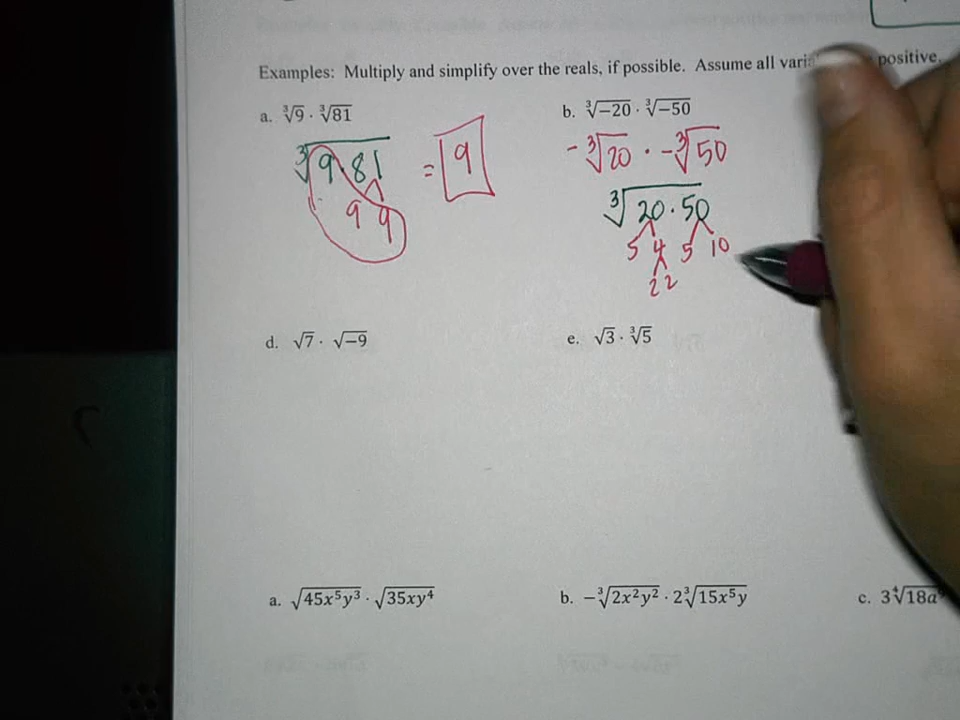 Examples: Multiply and simplify over the reals, if possible. Assume all positive.
a. ∛9 · ∛81
b. ∛−20 · ∛−50
∛9·81 = 9
9 9
-∛20 · -∛50
∛20·50
5 4 5 10
2 2
d. √7 · √−9
e. √3 · ∛5
a. √45x⁵y³ · √35xy⁴
b. −∛2x²y² · 2∛15x⁵y
c. 3∜18a